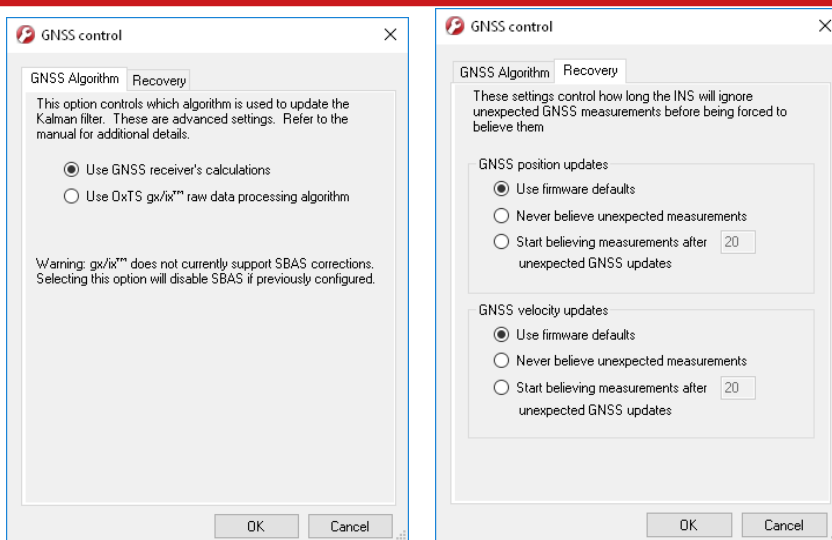 GNSS control
GNSS Algorithm Recovery
This option controls which algorithm is used to update the
Kalman filter. These are advanced settings. Refer to the
manual for additional details.
Use GNSS receiver's calculations
Use OxTS gx/ix™ raw data processing algorithm
Warning: gx/ix™ does not currently support SBAS corrections.
Selecting this option will disable SBAS if previously configured.
OK Cancel
GNSS control
GNSS Algorithm Recovery
These settings control how long the INS will ignore
unexpected GNSS measurements before being forced to
believe them
GNSS position updates
Use firmware defaults
Never believe unexpected measurements
Start believing measurements after 20
unexpected GNSS updates
GNSS velocity updates
Use firmware defaults
Never believe unexpected measurements
Start believing measurements after 20
unexpected GNSS updates
OK Cancel